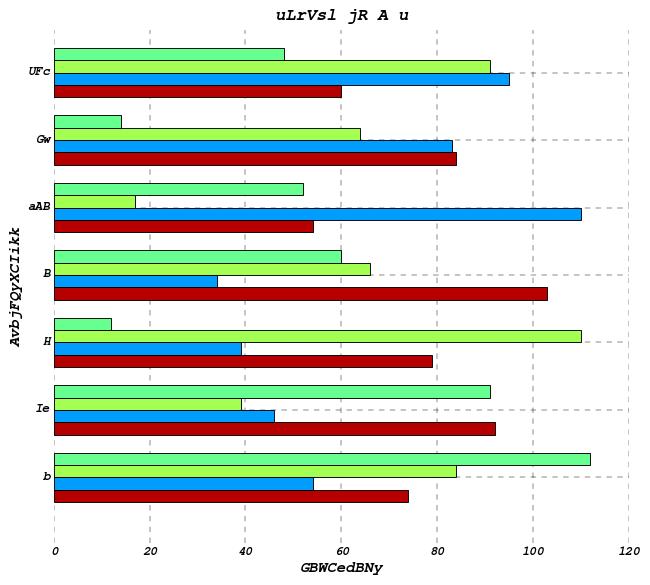 uLrVsl jR A u
UFc
Gw
aAB
B
H
Ie
b
AvbjFQyXCIikk
0 20 40 60 80 100 120
GBWCedBNy